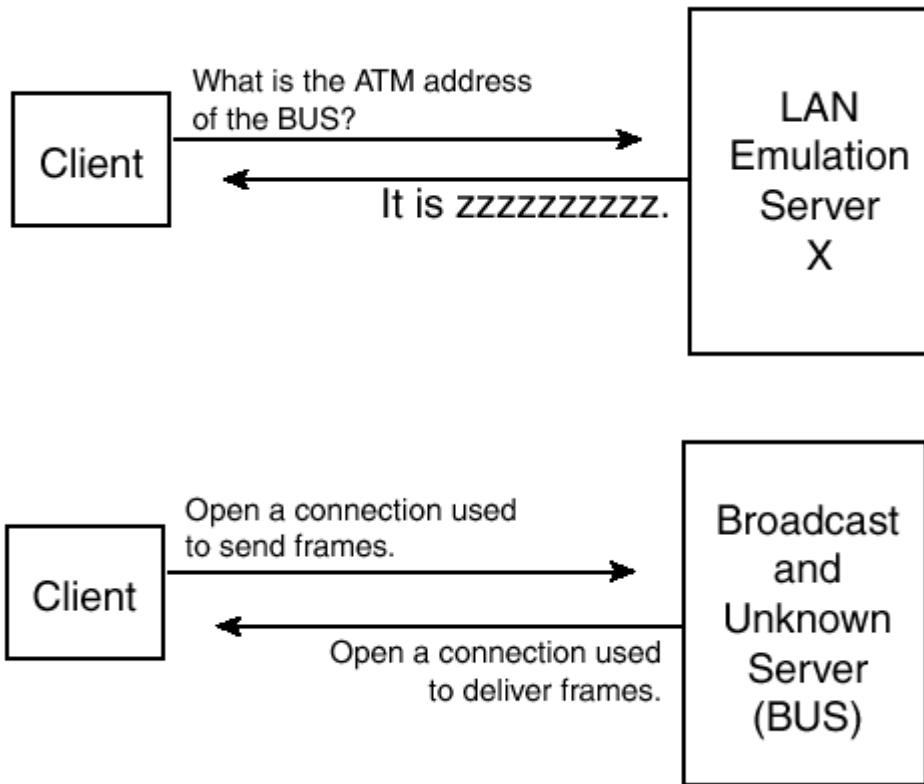 What is the ATM address
of the BUS?
Client
It is zzzzzzzzzz.
LAN
Emulation
Server
X
Open a connection used
to send frames.
Client
Open a connection used
to deliver frames.
Broadcast
and
Unknown
Server
(BUS)